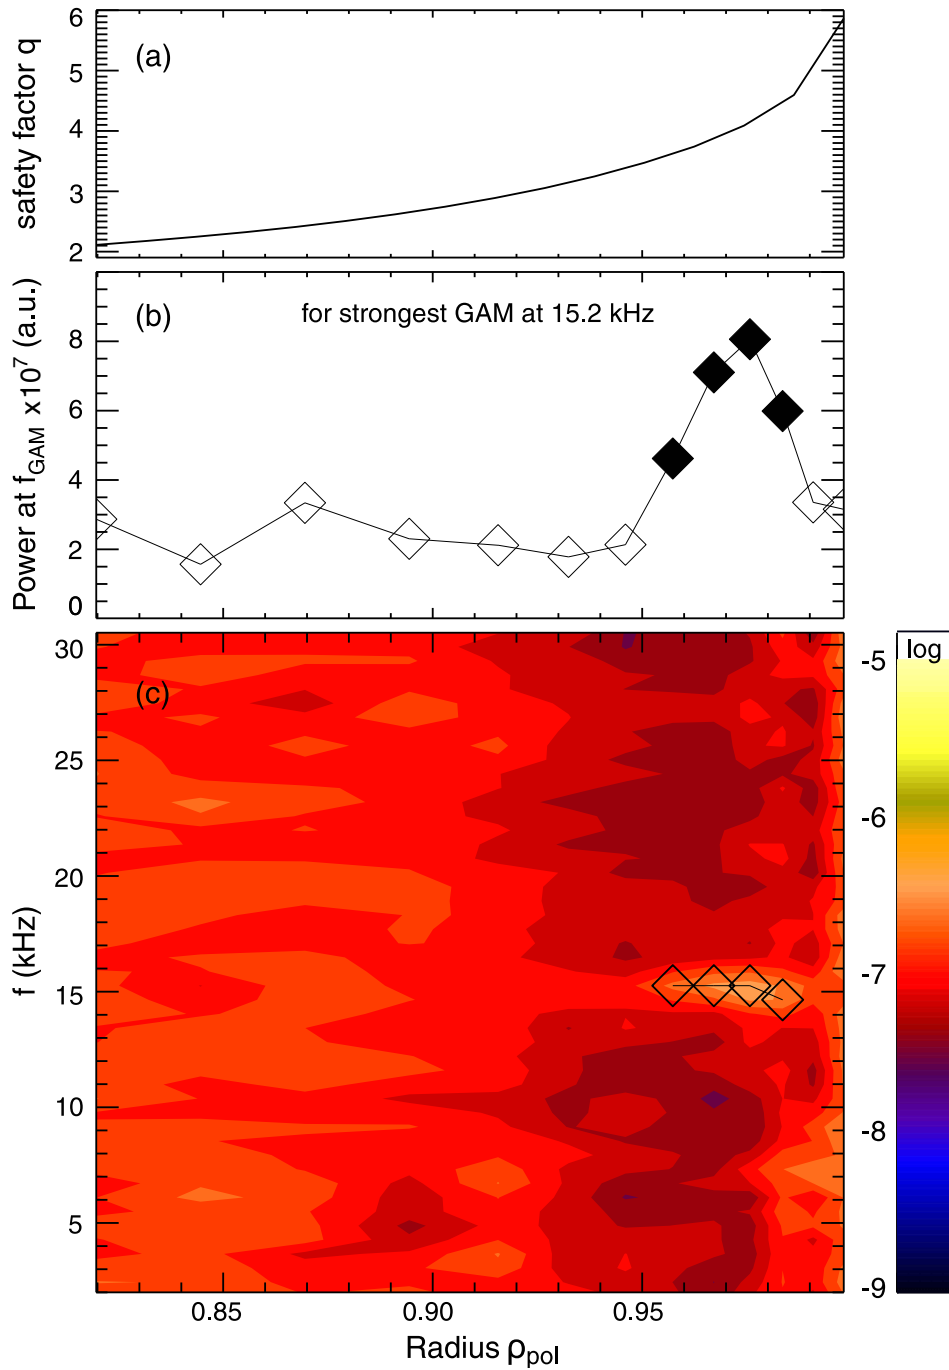 safety factor q
6
5
4
3
2
(a)
Power at f_GAM x10^7 (a.u.)
8
6
4
2
0
(b)
for strongest GAM at 15.2 kHz
f (kHz)
30
25
20
15
10
5
(c)
log
-5
-6
-7
-8
-9
0.85 0.90 0.95
Radius ρ_pol